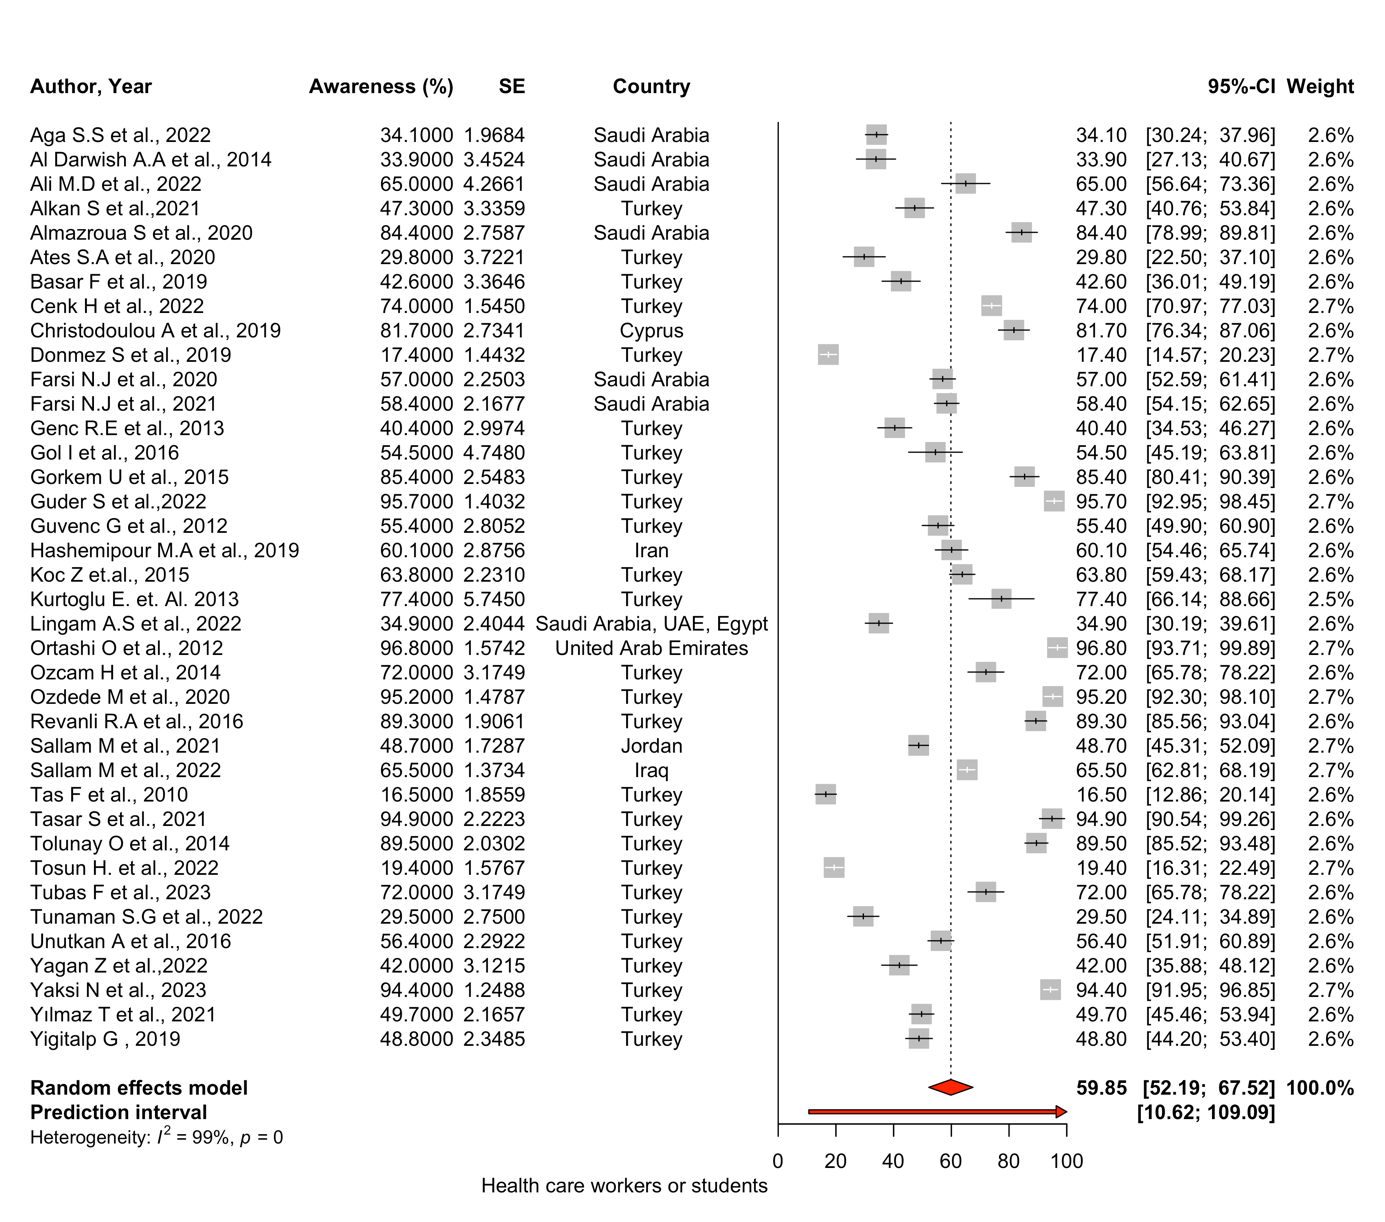 Author, Year Awareness (%) SE Country 95%-CI Weight
Aga S.S et al., 2022 34.1000 1.9684 Saudi Arabia 34.10 [30.24; 37.96] 2.6%
Al Darwish A.A et al., 2014 33.9000 3.4524 Saudi Arabia 33.90 [27.13; 40.67] 2.6%
Ali M.D et al., 2022 65.0000 4.2661 Saudi Arabia 65.00 [56.64; 73.36] 2.6%
Alkan S et al.,2021 47.3000 3.3359 Turkey 47.30 [40.76; 53.84] 2.6%
Almazroua S et al., 2020 84.4000 2.7587 Saudi Arabia 84.40 [78.99; 89.81] 2.6%
Ates S.A et al., 2020 29.8000 3.7221 Turkey 29.80 [22.50; 37.10] 2.6%
Basar F et al., 2019 42.6000 3.3646 Turkey 42.60 [36.01; 49.19] 2.6%
Cenk H et al., 2022 74.0000 1.5450 Turkey 74.00 [70.97; 77.03] 2.7%
Christodoulou A et al., 2019 81.7000 2.7341 Cyprus 81.70 [76.34; 87.06] 2.6%
Donmez S et al., 2019 17.4000 1.4432 Turkey 17.40 [14.57; 20.23] 2.7%
Farsi N.J et al., 2020 57.0000 2.2503 Saudi Arabia 57.00 [52.59; 61.41] 2.6%
Farsi N.J et al., 2021 58.4000 2.1677 Saudi Arabia 58.40 [54.15; 62.65] 2.6%
Genc R.E et al., 2013 40.4000 2.9974 Turkey 40.40 [34.53; 46.27] 2.6%
Gol I et al., 2016 54.5000 4.7480 Turkey 54.50 [45.19; 63.81] 2.6%
Gorkem U et al., 2015 85.4000 2.5483 Turkey 85.40 [80.41; 90.39] 2.6%
Guder S et al.,2022 95.7000 1.4032 Turkey 95.70 [92.95; 98.45] 2.7%
Guvenc G et al., 2012 55.4000 2.8052 Turkey 55.40 [49.90; 60.90] 2.6%
Hashemipour M.A et al., 2019 60.1000 2.8756 Iran 60.10 [54.46; 65.74] 2.6%
Koc Z et.al., 2015 63.8000 2.2310 Turkey 63.80 [59.43; 68.17] 2.6%
Kurtoglu E. et. Al. 2013 77.4000 5.7450 Turkey 77.40 [66.14; 88.66] 2.5%
Lingam A.S et al., 2022 34.9000 2.4044 Saudi Arabia, UAE, Egypt 34.90 [30.19; 39.61] 2.6%
Ortashi O et al., 2012 96.8000 1.5742 United Arab Emirates 96.80 [93.71; 99.89] 2.7%
Ozcam H et al., 2014 72.0000 3.1749 Turkey 72.00 [65.78; 78.22] 2.6%
Ozdede M et al., 2020 95.2000 1.4787 Turkey 95.20 [92.30; 98.10] 2.7%
Revanli R.A et al., 2016 89.3000 1.9061 Turkey 89.30 [85.56; 93.04] 2.6%
Sallam M et al., 2021 48.7000 1.7287 Jordan 48.70 [45.31; 52.09] 2.7%
Sallam M et al., 2022 65.5000 1.3734 Iraq 65.50 [62.81; 68.19] 2.7%
Tas F et al., 2010 16.5000 1.8559 Turkey 16.50 [12.86; 20.14] 2.6%
Tasar S et al., 2021 94.9000 2.2223 Turkey 94.90 [90.54; 99.26] 2.6%
Tolunay O et al., 2014 89.5000 2.0302 Turkey 89.50 [85.52; 93.48] 2.6%
Tosun H. et al., 2022 19.4000 1.5767 Turkey 19.40 [16.31; 22.49] 2.7%
Tubas F et al., 2023 72.0000 3.1749 Turkey 72.00 [65.78; 78.22] 2.6%
Tunaman S.G et al., 2022 29.5000 2.7500 Turkey 29.50 [24.11; 34.89] 2.6%
Unutkan A et al., 2016 56.4000 2.2922 Turkey 56.40 [51.91; 60.89] 2.6%
Yagan Z et al.,2022 42.0000 3.1215 Turkey 42.00 [35.88; 48.12] 2.6%
Yaksi N et al., 2023 94.4000 1.2488 Turkey 94.40 [91.95; 96.85] 2.7%
Yılmaz T et al., 2021 49.7000 2.1657 Turkey 49.70 [45.46; 53.94] 2.6%
Yigitalp G , 2019 48.8000 2.3485 Turkey 48.80 [44.20; 53.40] 2.6%
Random effects model 59.85 [52.19; 67.52] 100.0%
Prediction interval [10.62; 109.09]
Heterogeneity: I² = 99%, p = 0
0 20 40 60 80 100
Health care workers or students